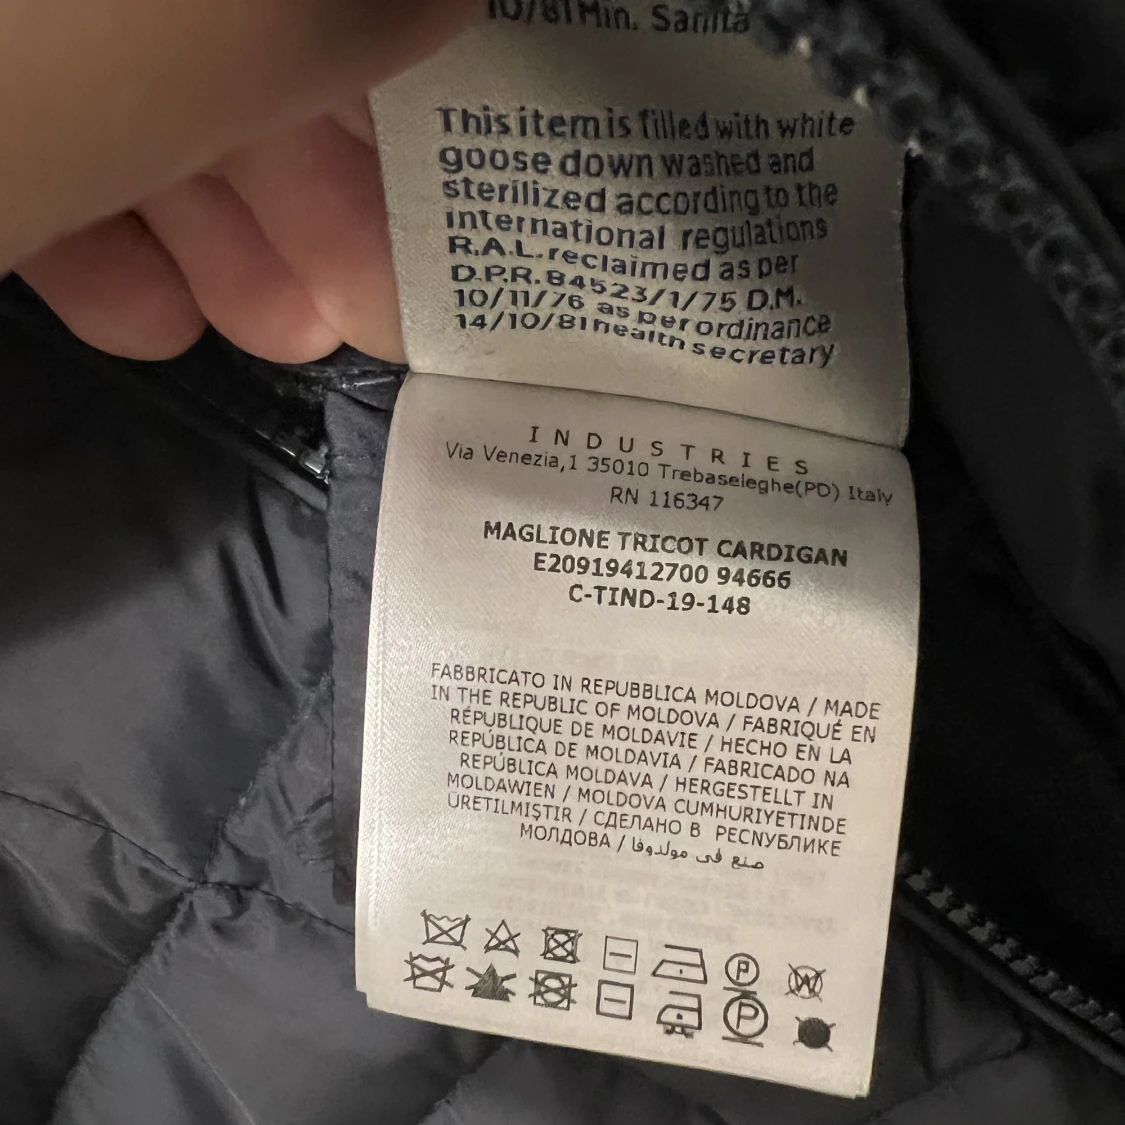 10/81 Min. Sanità
This item is filled with white
goose down washed and
sterilized according to the
international regulations
R.A.L. reclaimed as per
D.P.R. 84523/1/75 D.M.
10/11/76 as per ordinance
14/10/81 health secretary
INDUSTRIES
Via Venezia,1 35010 Trebaseleghe(PD) Italy
RN 116347
MAGLIONE TRICOT CARDIGAN
E20919412700 94666
C-TIND-19-148
FABBRICATO IN REPUBBLICA MOLDOVA / MADE
IN THE REPUBLIC OF MOLDOVA / FABRIQUÉ EN
RÉPUBLIQUE DE MOLDAVIE / HECHO EN LA
REPÚBLICA DE MOLDAVIA / FABRICADO NA
REPÚBLICA MOLDAVA / HERGESTELLT IN
MOLDAWIEN / MOLDOVA CUMHURIYETINDE
ÜRETILMIŞTIR / СДЕЛАНО В РЕСПУБЛИКЕ
МОЛДОВА / صنع في مولدوفا
P W
P